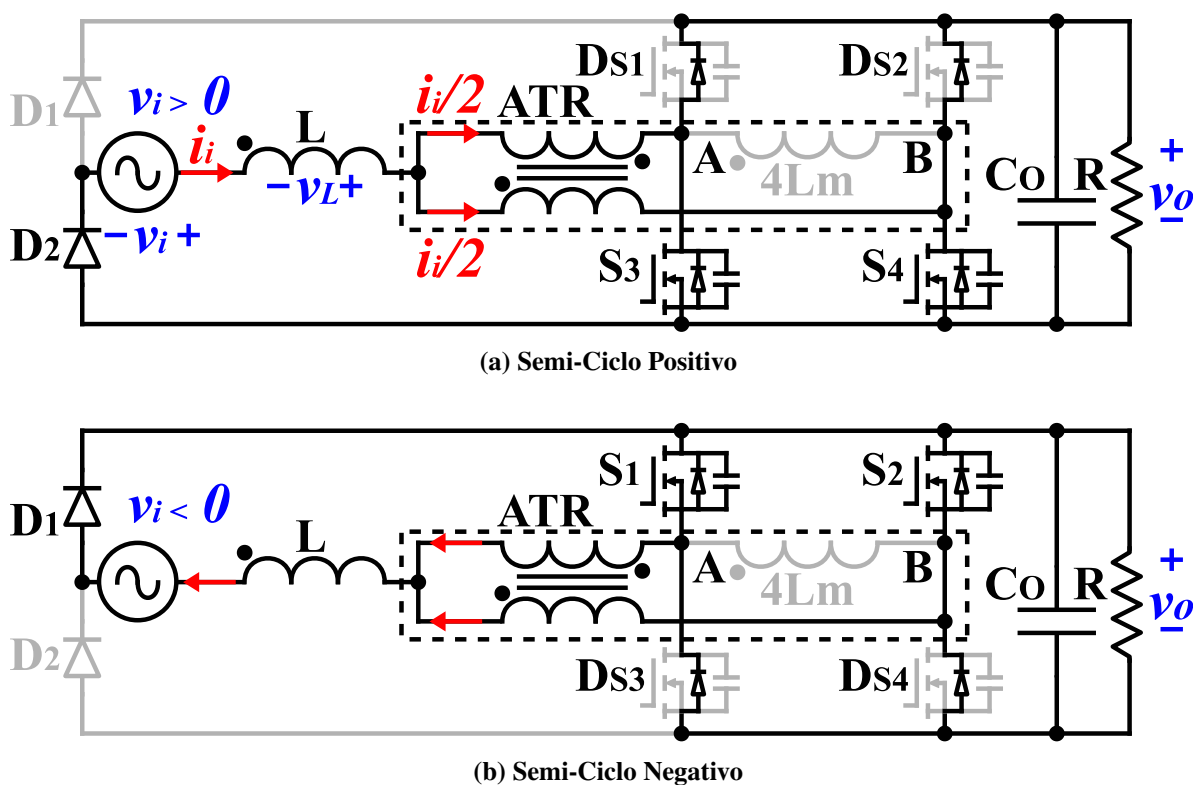 DS1
DS2
D1
vi > 0
ii/2
ATR
ii
L
A
B
4Lm
CO
R
+
vo
−
− vL +
D2
− vi +
ii/2
S3
S4
(a) Semi-Ciclo Positivo
S1
S2
D1
vi < 0
ATR
L
A
B
4Lm
CO
R
+
vo
−
D2
DS3
DS4
(b) Semi-Ciclo Negativo